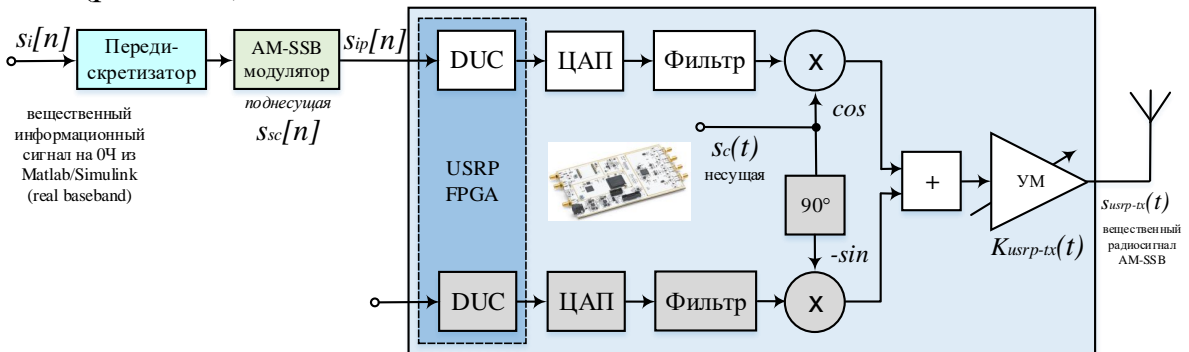 si[n]
Переди-
скретизатор
AM-SSB
модулятор
sip[n]
поднесущая
ssc[n]
вещественный
информационный
сигнал на 0Ч из
Matlab/Simulink
(real baseband)
DUC
ЦАП
Фильтр
x
cos
sc(t)
несущая
USRP
FPGA
90°
-sin
+
УМ
Kusrp-tx(t)
susrp-tx(t)
вещественный
радиосигнал
AM-SSB
DUC
ЦАП
Фильтр
x